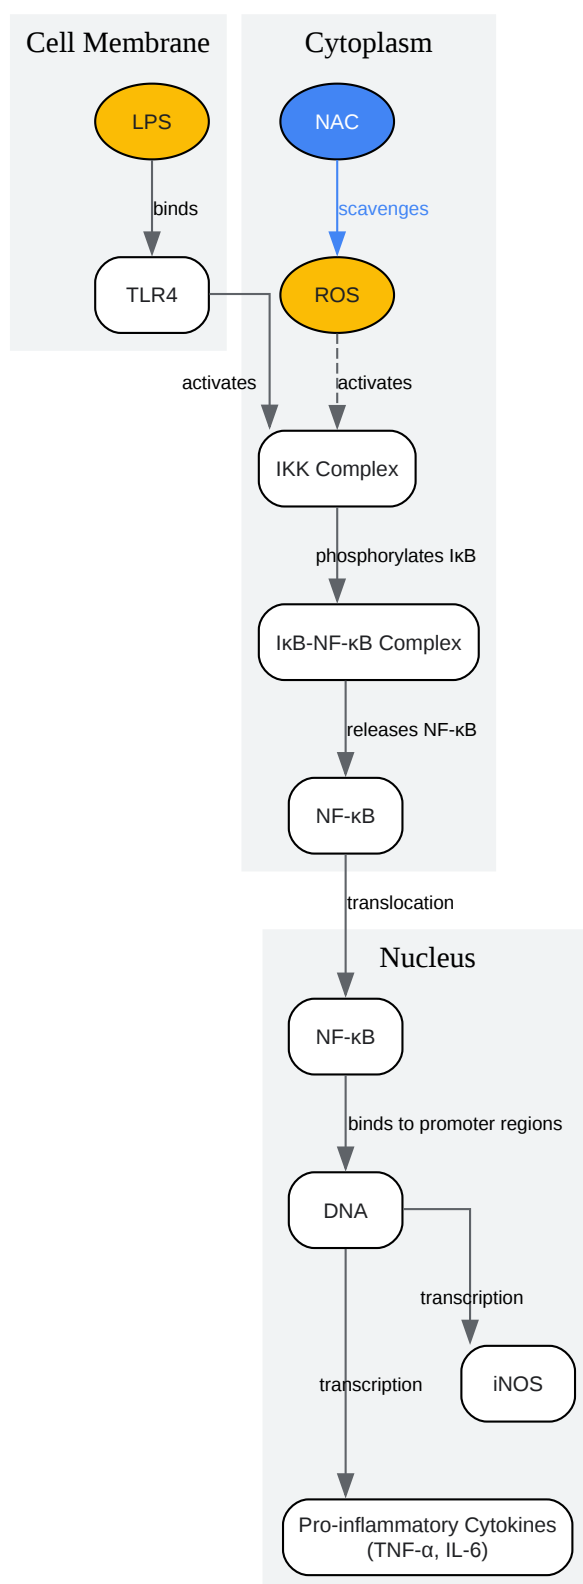 Cell Membrane
Cytoplasm
LPS
NAC
binds
scavenges
TLR4
ROS
activates
activates
IKK Complex
phosphorylates IκB
IκB-NF-κB Complex
releases NF-κB
NF-κB
translocation
Nucleus
NF-κB
binds to promoter regions
DNA
transcription
iNOS
transcription
Pro-inflammatory Cytokines
(TNF-α, IL-6)